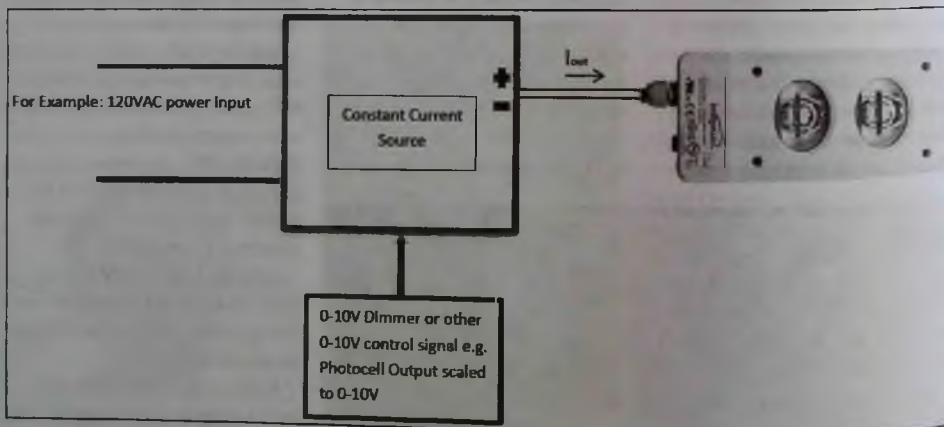 For Example: 120VAC power input
+
-
Constant Current
Source
Iout
0-10V Dimmer or other
0-10V control signal e.g.
Photocell Output scaled
to 0-10V